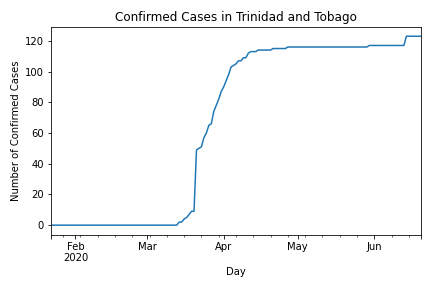 Confirmed Cases in Trinidad and Tobago
120
100
80
60
40
20
0
Number of Confirmed Cases
Feb
2020
Mar
Apr
May
Jun
Day